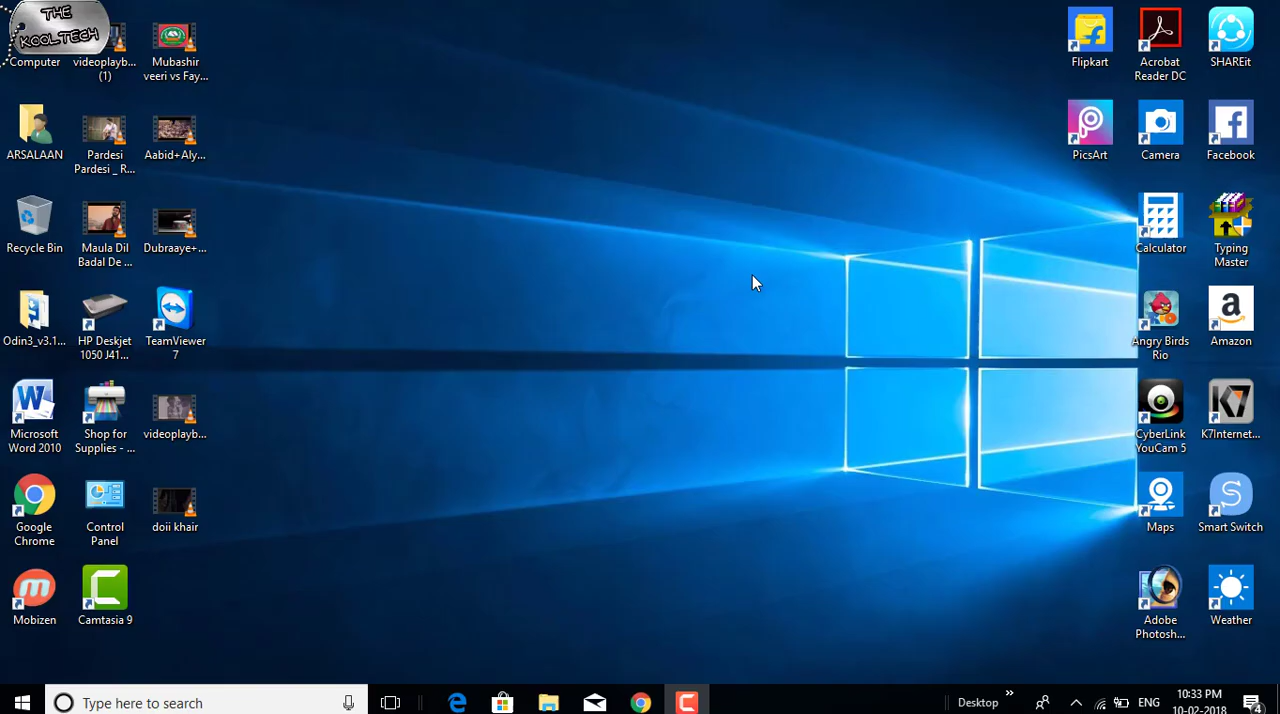 THE
KOOLTECH
Computer
videoplayb...
(1)
Mubashir
veeri vs Fay...
ARSALAAN
Pardesi
Pardesi _ R...
Aabid+Aly...
Recycle Bin
Maula Dil
Badal De ...
Dubraaye+...
Odin3_v3.1...
HP Deskjet
1050 J41...
TeamViewer
7
Microsoft
Word 2010
Shop for
Supplies - ...
videoplayb...
Google
Chrome
Control
Panel
doii khair
Mobizen
Camtasia 9
Flipkart
Acrobat
Reader DC
SHAREit
PicsArt
Camera
Facebook
Calculator
Typing
Master
Angry Birds
Rio
Amazon
CyberLink
YouCam 5
K7Internet...
Maps
Smart Switch
Adobe
Photosh...
Weather
Type here to search
Desktop
ENG
10:33 PM
10-02-2018
4